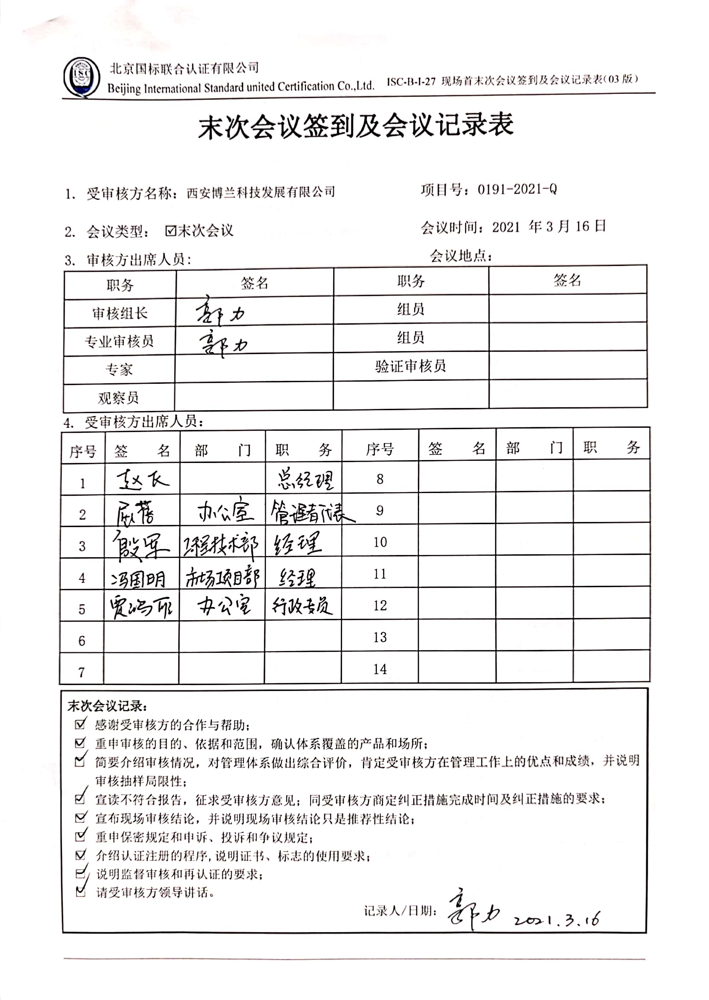 ISC
北京国标联合认证有限公司
Beijing International Standard united Certification Co.,Ltd. ISC-B-I-27 现场首末次会议签到及会议记录表(03 版)
末次会议签到及会议记录表
1. 受审核方名称：西安博兰科技发展有限公司 项目号：0191-2021-Q
2. 会议类型： ☑末次会议 会议时间：2021 年 3 月 16 日
3. 审核方出席人员: 会议地点：
职务 签名 职务 签名
审核组长 郭力 组员
专业审核员 郭力 组员
专家 验证审核员
观察员
4. 受审核方出席人员：
序号 签 名 部 门 职 务 序号 签 名 部 门 职 务
1 总经理 8
2 办公室 管理者代表 9
3 殷军 工程技术部 经理 10
4 冯国明 市场项目部 经理 11
5 办公室 行政专员 12
6 13
7 14
末次会议记录：
☑ 感谢受审核方的合作与帮助；
☑ 重申审核的目的、依据和范围，确认体系覆盖的产品和场所；
☑ 简要介绍审核情况，对管理体系做出综合评价，肯定受审核方在管理工作上的优点和成绩，并说明
审核抽样局限性；
☑ 宣读不符合报告，征求受审核方意见；同受审核方商定纠正措施完成时间及纠正措施的要求；
☑ 宣布现场审核结论，并说明现场审核结论只是推荐性结论；
☑ 重申保密规定和申诉、投诉和争议规定；
☑ 介绍认证注册的程序,说明证书、标志的使用要求；
☑ 说明监督审核和再认证的要求；
☑ 请受审核方领导讲话。
记录人/日期： 郭力 2021.3.16